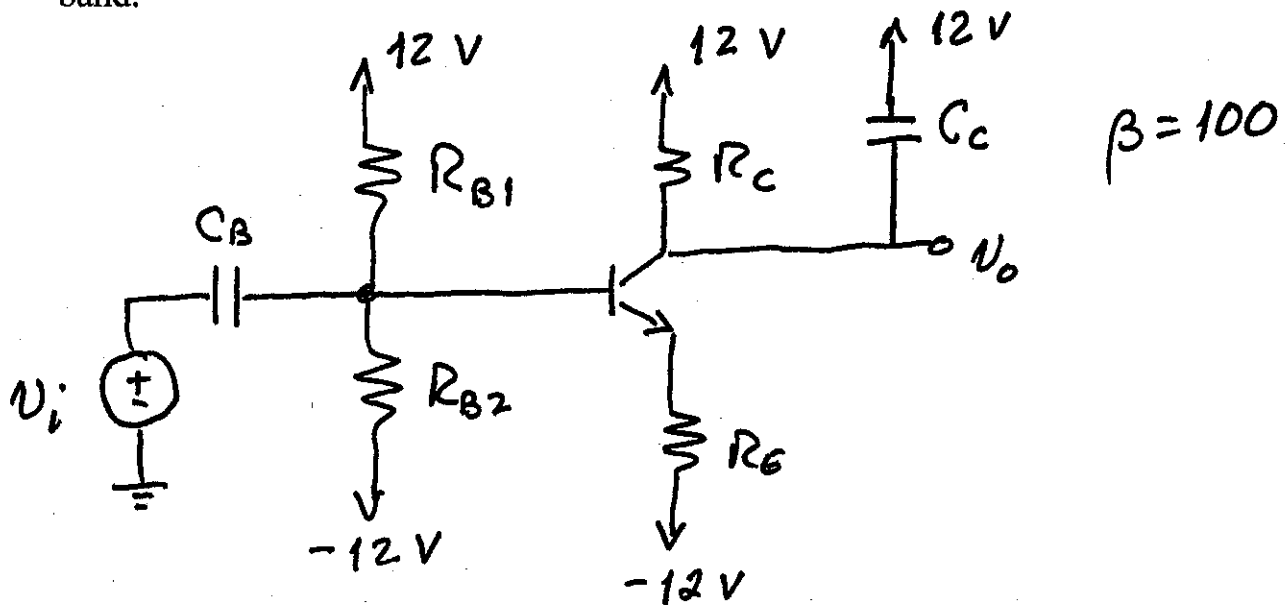 band.
12 V
12 V
12 V
R_B1
R_C
C_C
β = 100
C_B
v_o
v_i
+
-
R_B2
R_E
-12 V
-12 V